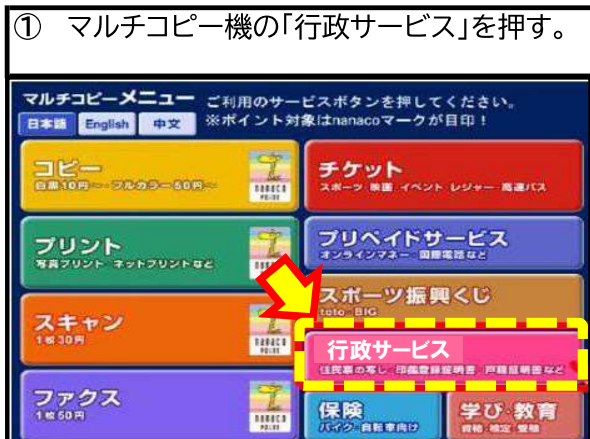 ① マルチコピー機の「行政サービス」を押す。
マルチコピーメニュー
ご利用のサービスボタンを押してください。
日本語 English 中文
※ポイント対象はnanacoマークが目印!
コピー
白黒10円~ フルカラー50円~
nanaco
POINT
チケット
スポーツ 映画 イベント レジャー 高速バス
プリント
写真プリント ネットプリントなど
nanaco
プリペイドサービス
オンラインマネー 国際電話など
スキャン
1枚30円
nanaco
POINT
スポーツ振興くじ
toto BIG
行政サービス
住民票の写し 印鑑登録証明書 戸籍証明書など
ファクス
1枚50円
nanaco
POINT
保険
バイク 自転車向け
学び・教育
資格 検定 受験